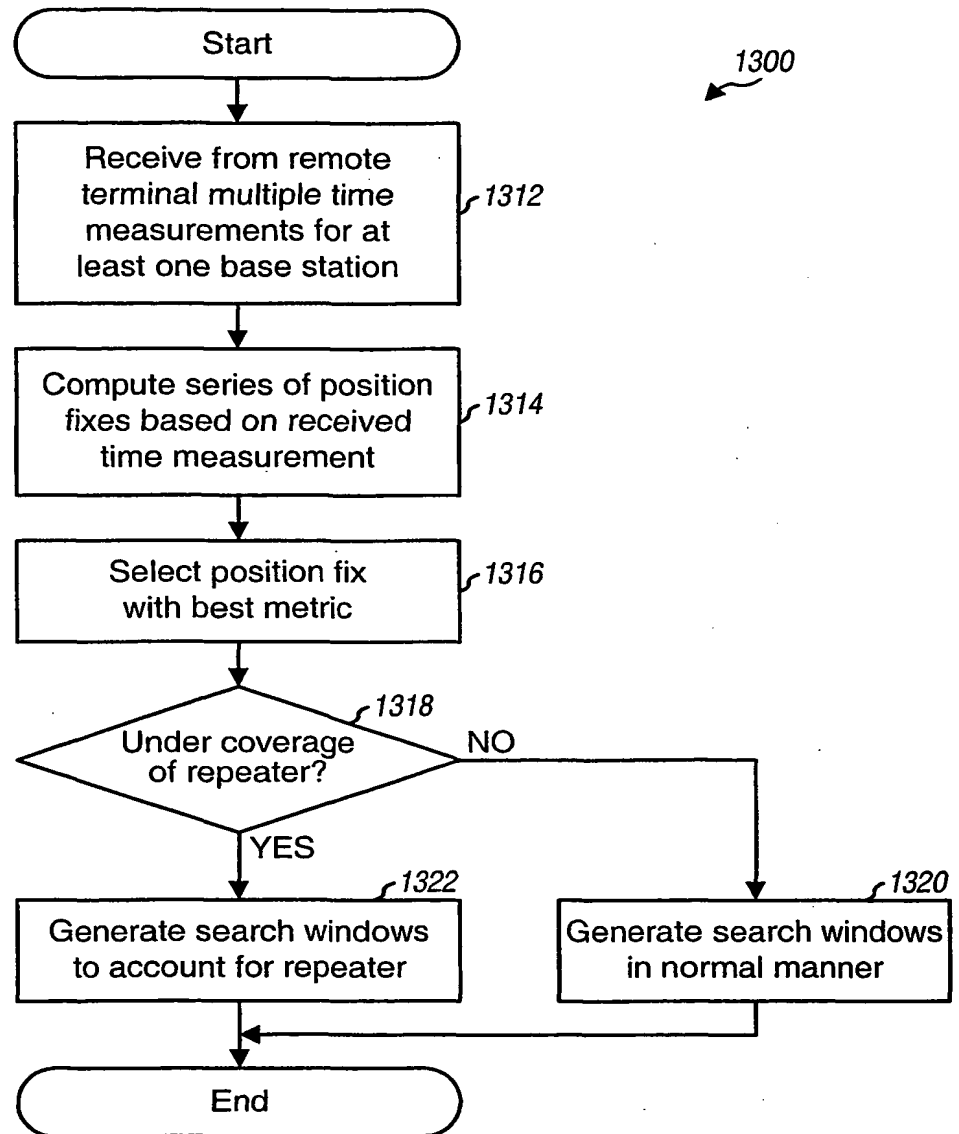 Start
1300
Receive from remote
terminal multiple time
measurements for at
least one base station
1312
Compute series of position
fixes based on received
time measurement
1314
Select position fix
with best metric
1316
1318
Under coverage
of repeater?
NO
YES
1322
Generate search windows
to account for repeater
1320
Generate search windows
in normal manner
End